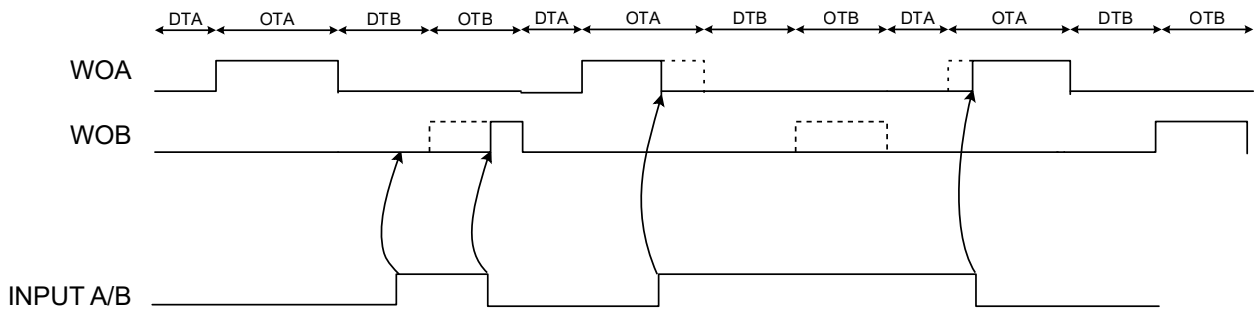 DTA OTA DTB OTB DTA OTA DTB OTB DTA OTA DTB OTB
WOA
WOB
INPUT A/B